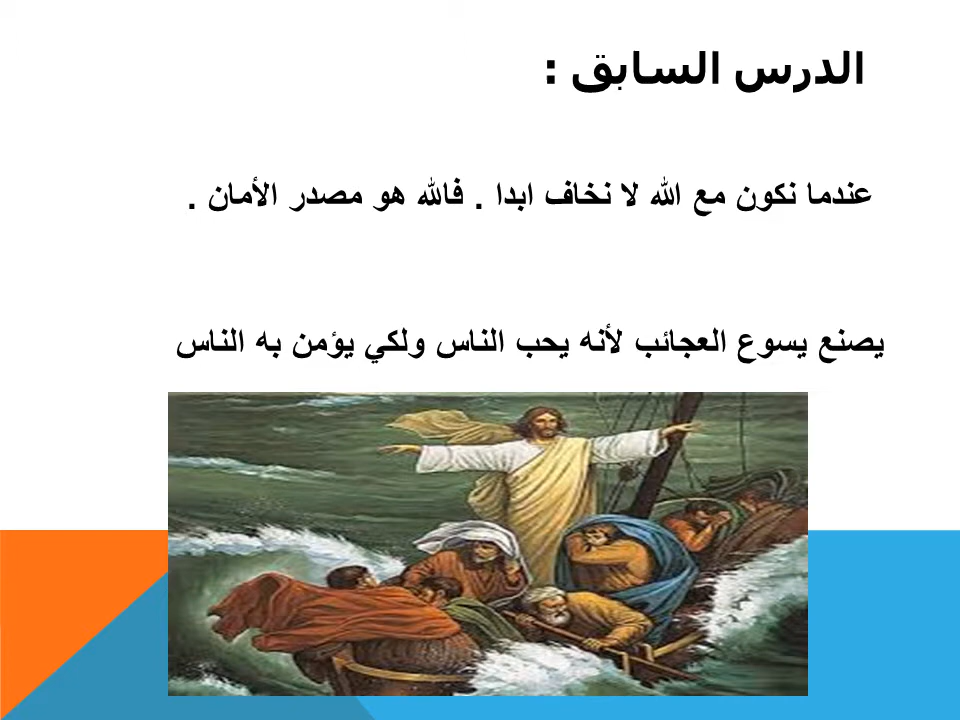 الدرس السابق :
عندما نكون مع الله لا نخاف ابدا . فالله هو مصدر الأمان .
يصنع يسوع العجائب لأنه يحب الناس ولكي يؤمن به الناس